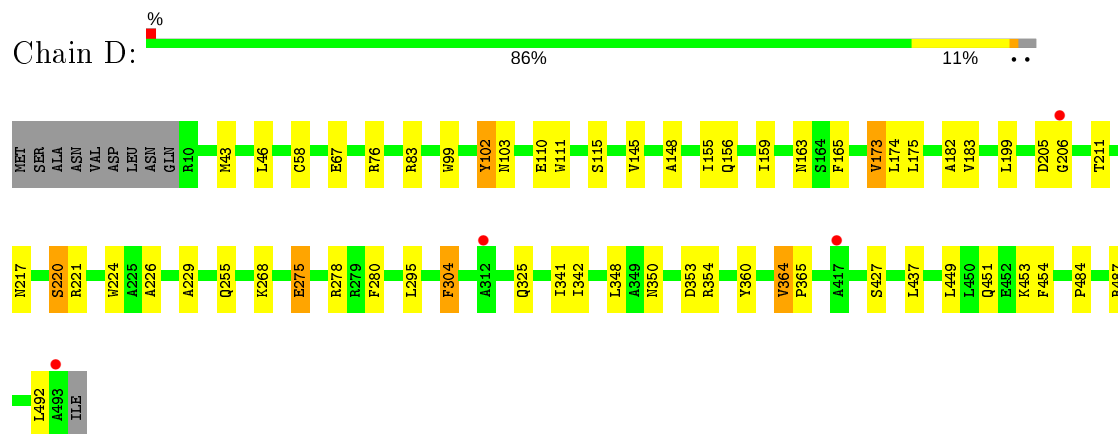 %
Chain D:
86% 11% • •
MET SER ALA ASN VAL ASP LEU ASN GLN R10 M43 L46 C58 E67 R76 R83 W99 Y102 N103 E110 W111 S115 V145 A148 I155 Q156 I159 N163 S164 F165 V173 L174 L175 A182 V183 L199 D205 G206 T211
N217 S220 R221 W224 A225 A226 A229 Q255 K268 E275 R278 R279 F280 L295 F304 A312 Q325 I341 I342 L348 A349 N350 D353 R354 Y360 V364 P365 A417 S427 L437 L449 L450 Q451 E452 K453 F454 P484
L492 A493 ILE